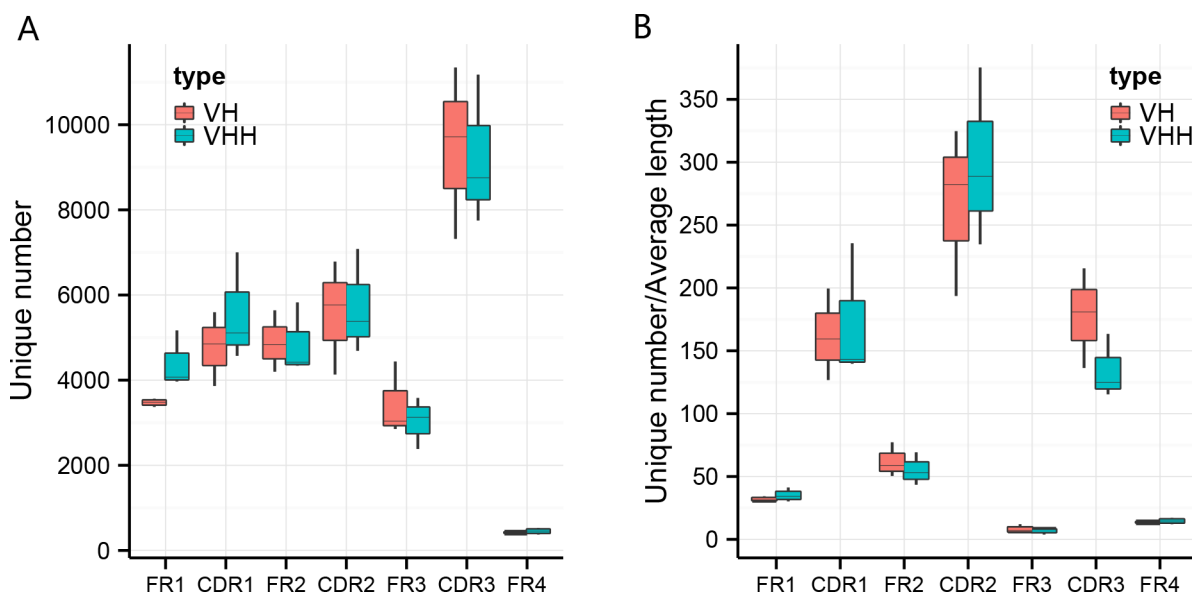 A
Unique number
10000
8000
6000
4000
2000
0
type
VH
VHH
FR1 CDR1 FR2 CDR2 FR3 CDR3 FR4
B
Unique number/Average length
350
300
250
200
150
100
50
0
type
VH
VHH
FR1 CDR1 FR2 CDR2 FR3 CDR3 FR4